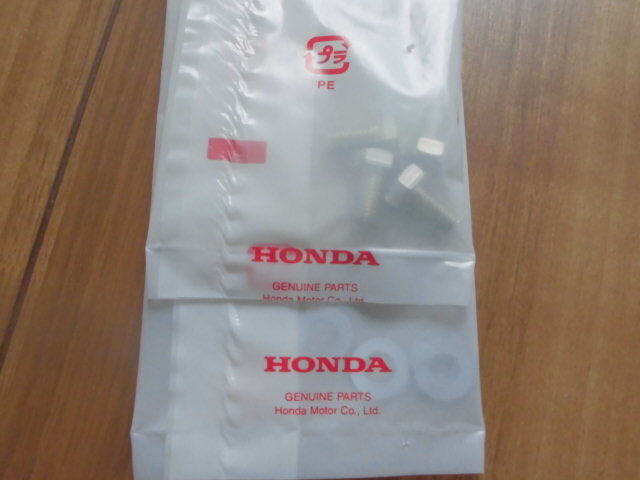 プラ
PE
HONDA
GENUINE PARTS
Honda Motor Co., Ltd.
HONDA
GENUINE PARTS
Honda Motor Co., Ltd.